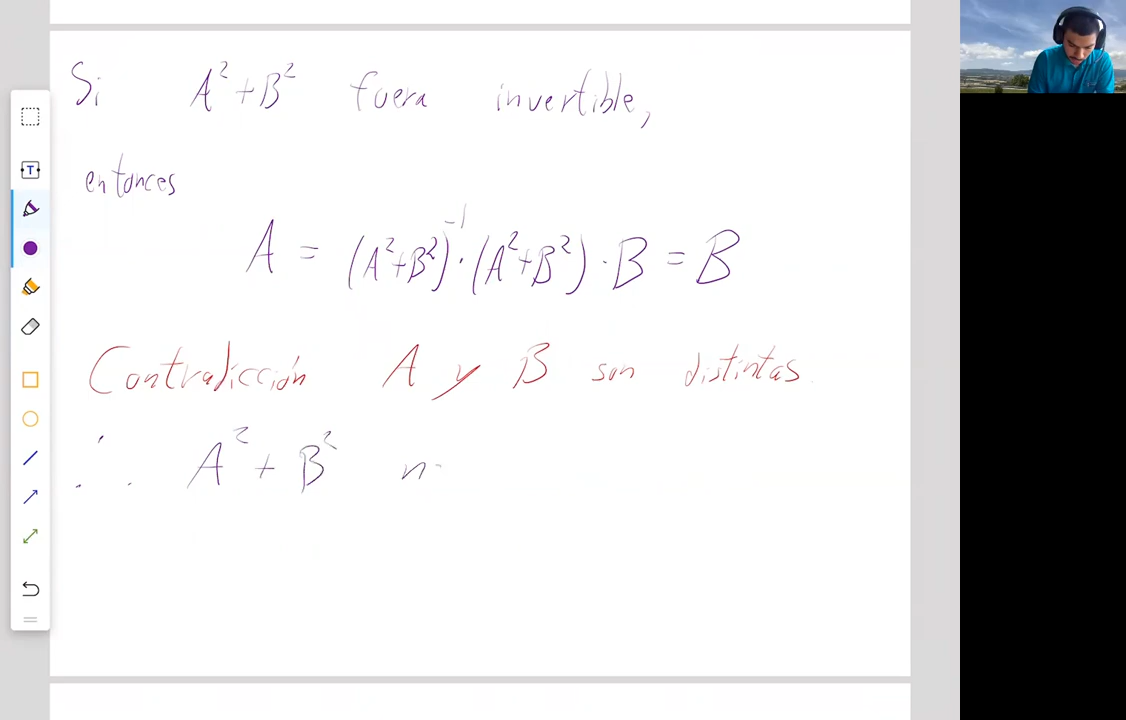 Si A²+B² fuera invertible,
entonces
A = (A²+B²)⁻¹·(A²+B²)·B = B
Contradicción A y B son distintas.
∴ A² + B² n